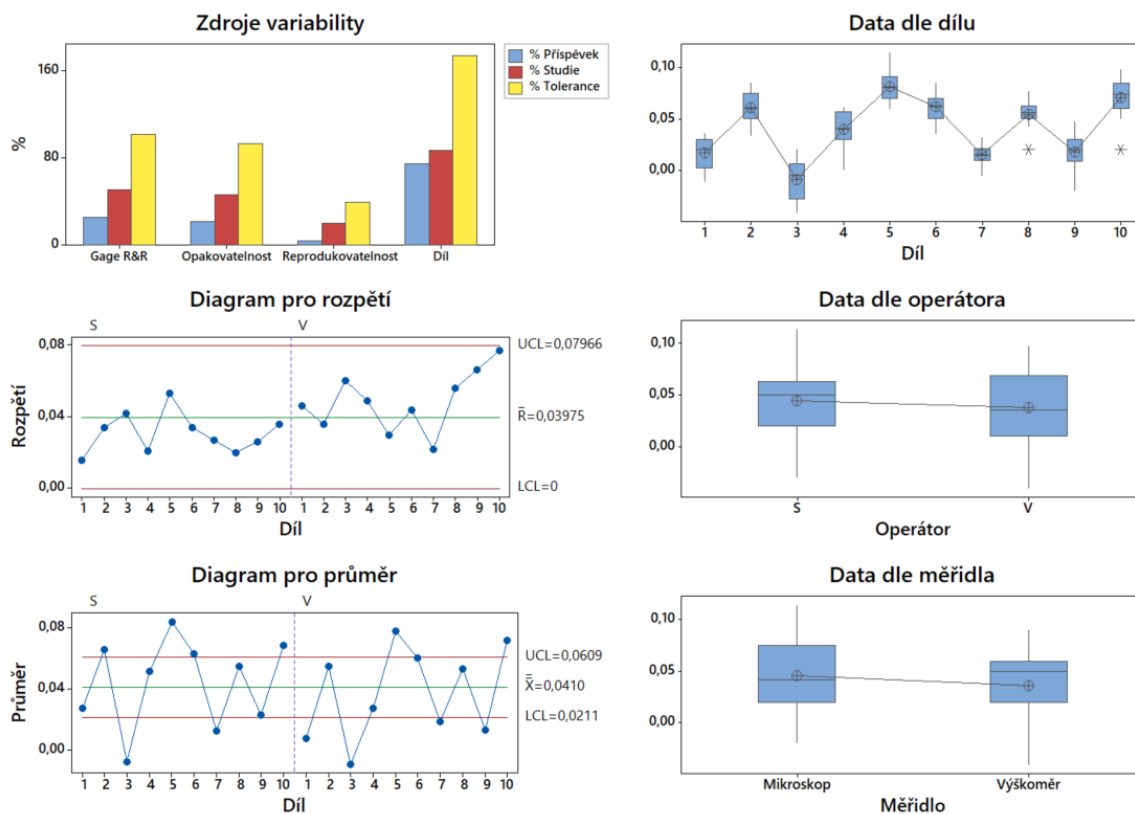 Zdroje variability
160
80
0
%
% Příspěvek
% Studie
% Tolerance
Gage R&R Opakovatelnost Reprodukovatelnost Díl
Data dle dílu
0,10
0,05
0,00
1 2 3 4 5 6 7 8 9 10
Díl
Diagram pro rozpětí
S V
0,08
0,04
0,00
Rozpětí
UCL=0,07966
R̄=0,03975
LCL=0
1 2 3 4 5 6 7 8 9 10 1 2 3 4 5 6 7 8 9 10
Díl
Data dle operátora
0,10
0,05
0,00
S V
Operátor
Diagram pro průměr
S V
0,08
0,04
0,00
Průměr
UCL=0,0609
X̿=0,0410
LCL=0,0211
1 2 3 4 5 6 7 8 9 10 1 2 3 4 5 6 7 8 9 10
Díl
Data dle měřidla
0,10
0,05
0,00
Mikroskop Výškoměr
Měřidlo